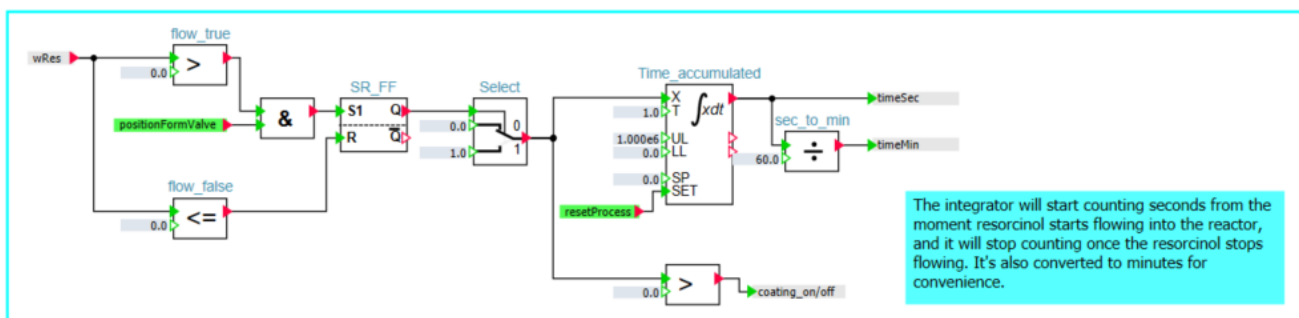 flow_true
wRes
0.0
>
SR_FF
Select
Time_accumulated
positionFormValve
&
S1 Q
R Q̅
0.0
0
1.0
1
X
T
1.0
∫xdt
UL
1.000e6
LL
0.0
SP
0.0
SET
resetProcess
timeSec
sec_to_min
60.0
÷
timeMin
flow_false
0.0
<=
0.0
>
coating_on/off
The integrator will start counting seconds from the
moment resorcinol starts flowing into the reactor,
and it will stop counting once the resorcinol stops
flowing. It's also converted to minutes for
convenience.